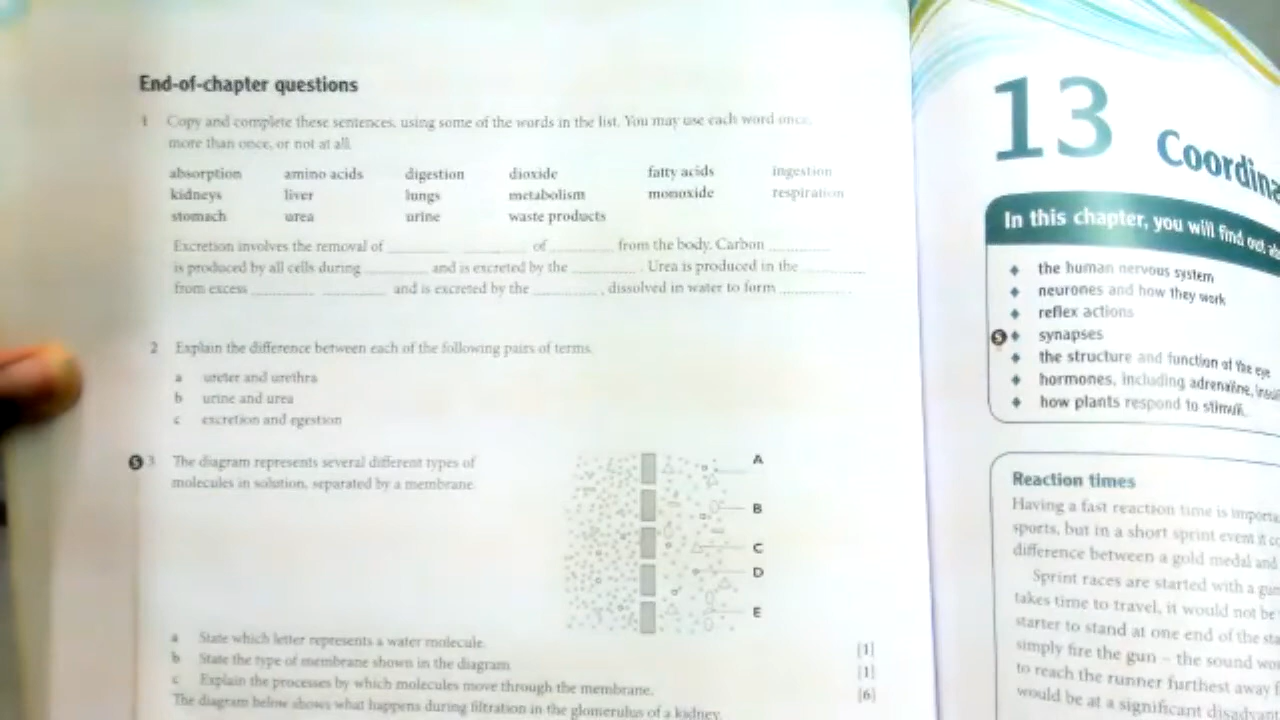 End-of-chapter questions
1 Copy and complete these sentences, using some of the words in the list. You may use each word once,
more than once, or not at all.
absorption amino acids digestion dioxide fatty acids ingestion
kidneys liver lungs metabolism monoxide respiration
stomach urea urine waste products
Excretion involves the removal of ________ ________ of ________ from the body. Carbon ________
is produced by all cells during ________ and is excreted by the ________. Urea is produced in the ________
from excess ________ ________ and is excreted by the ________, dissolved in water to form ________
2 Explain the difference between each of the following pairs of terms.
a ureter and urethra
b urine and urea
c excretion and egestion
S 3 The diagram represents several different types of
molecules in solution, separated by a membrane.
A
B
C
D
E
a State which letter represents a water molecule. [1]
b State the type of membrane shown in the diagram. [1]
c Explain the processes by which molecules move through the membrane. [6]
The diagram below shows what happens during filtration in the glomerulus of a kidney.
13 Coordina
In this chapter, you will find out
♦ the human nervous system
♦ neurones and how they work
♦ reflex actions
S ♦ synapses
♦ the structure and function of the eye
♦ hormones, including adrenaline,
♦ how plants respond to stimuli.
Reaction times
Having a fast reaction time is importa
sports, but in a short sprint event it
difference between a gold medal and
Sprint races are started with a gun
takes time to travel, it would not be
starter to stand at one end of the sta
simply fire the gun – the sound wou
to reach the runner furthest away f
would be at a significant disadvant